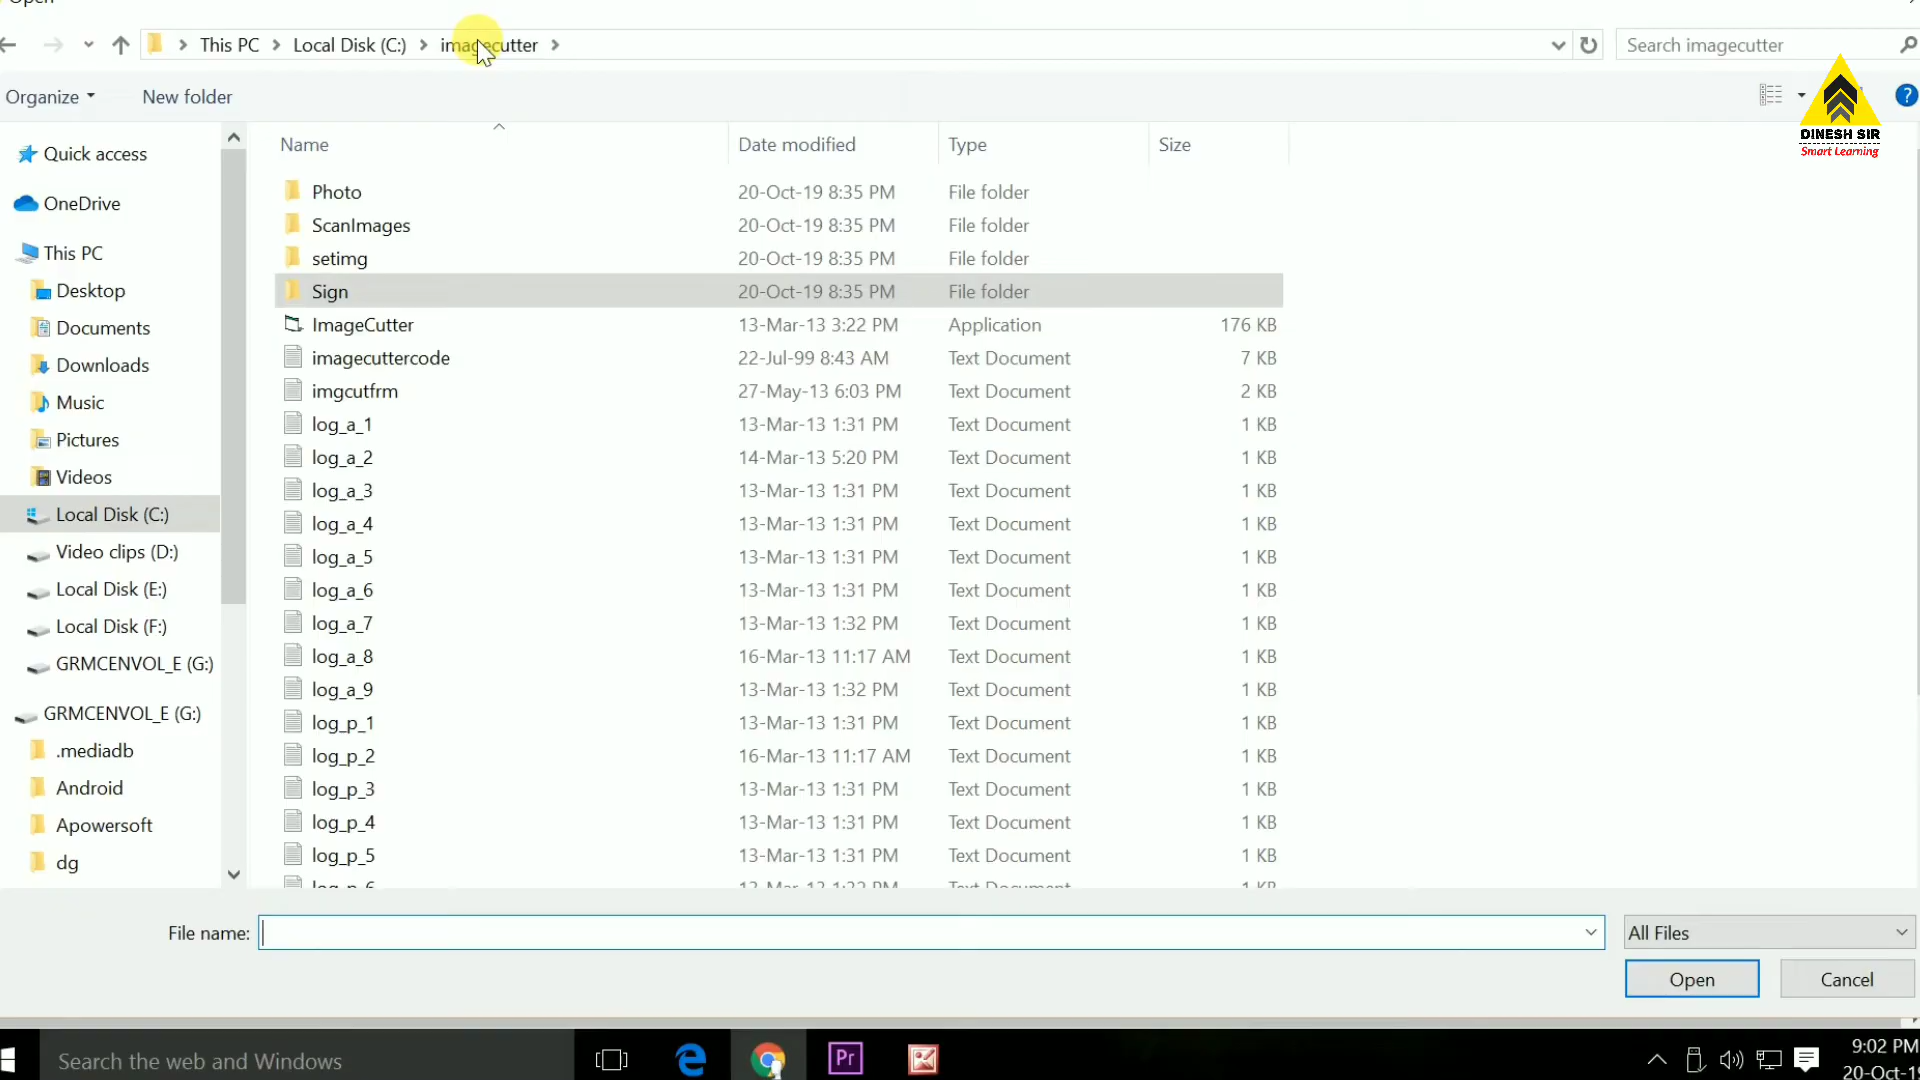 Open
This PC Local Disk (C:) imagecutter Search imagecutter
Organize New folder
DINESH SIR
Smart Learning
Name Date modified Type Size
Quick access
OneDrive
This PC
Desktop
Documents
Downloads
Music
Pictures
Videos
Local Disk (C:)
Video clips (D:)
Local Disk (E:)
Local Disk (F:)
GRMCENVOL_E (G:)
GRMCENVOL_E (G:)
.mediadb
Android
Apowersoft
dg
Photo 20-Oct-19 8:35 PM File folder
ScanImages 20-Oct-19 8:35 PM File folder
setimg 20-Oct-19 8:35 PM File folder
Sign 20-Oct-19 8:35 PM File folder
ImageCutter 13-Mar-13 3:22 PM Application 176 KB
imagecuttercode 22-Jul-99 8:43 AM Text Document 7 KB
imgcutfrm 27-May-13 6:03 PM Text Document 2 KB
log_a_1 13-Mar-13 1:31 PM Text Document 1 KB
log_a_2 14-Mar-13 5:20 PM Text Document 1 KB
log_a_3 13-Mar-13 1:31 PM Text Document 1 KB
log_a_4 13-Mar-13 1:31 PM Text Document 1 KB
log_a_5 13-Mar-13 1:31 PM Text Document 1 KB
log_a_6 13-Mar-13 1:31 PM Text Document 1 KB
log_a_7 13-Mar-13 1:32 PM Text Document 1 KB
log_a_8 16-Mar-13 11:17 AM Text Document 1 KB
log_a_9 13-Mar-13 1:32 PM Text Document 1 KB
log_p_1 13-Mar-13 1:31 PM Text Document 1 KB
log_p_2 16-Mar-13 11:17 AM Text Document 1 KB
log_p_3 13-Mar-13 1:31 PM Text Document 1 KB
log_p_4 13-Mar-13 1:31 PM Text Document 1 KB
log_p_5 13-Mar-13 1:31 PM Text Document 1 KB
File name: All Files
Open Cancel
Search the web and Windows
Pr
9:02 PM
20-Oct-19